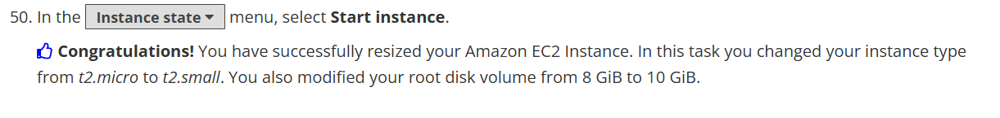 50. In the Instance state menu, select Start instance.
Congratulations! You have successfully resized your Amazon EC2 Instance. In this task you changed your instance type
from t2.micro to t2.small. You also modified your root disk volume from 8 GiB to 10 GiB.